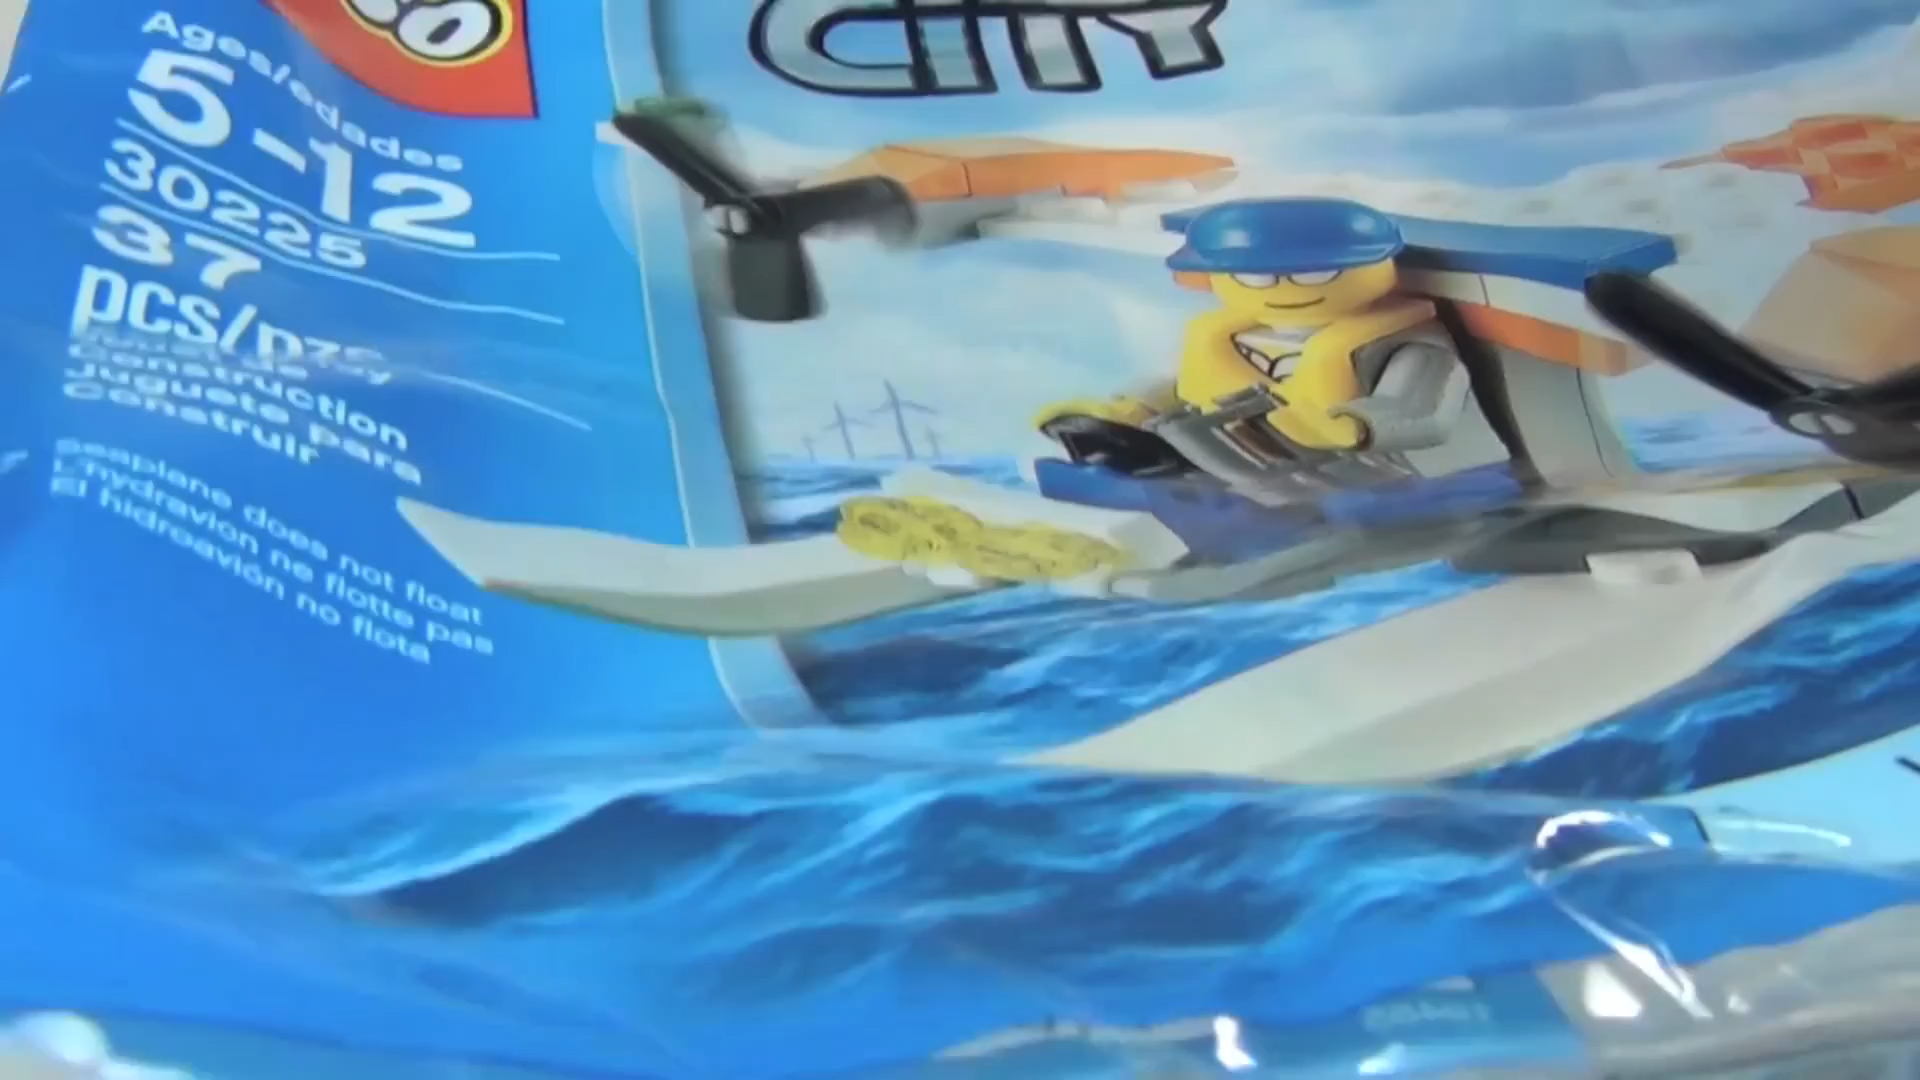 CITY
Ages/edades
5-12
30225
37
pcs/pzs
Construction
Juguete para
Construir
Seaplane does not float
L'hydravion ne flotte pas
El hidroavión no flota